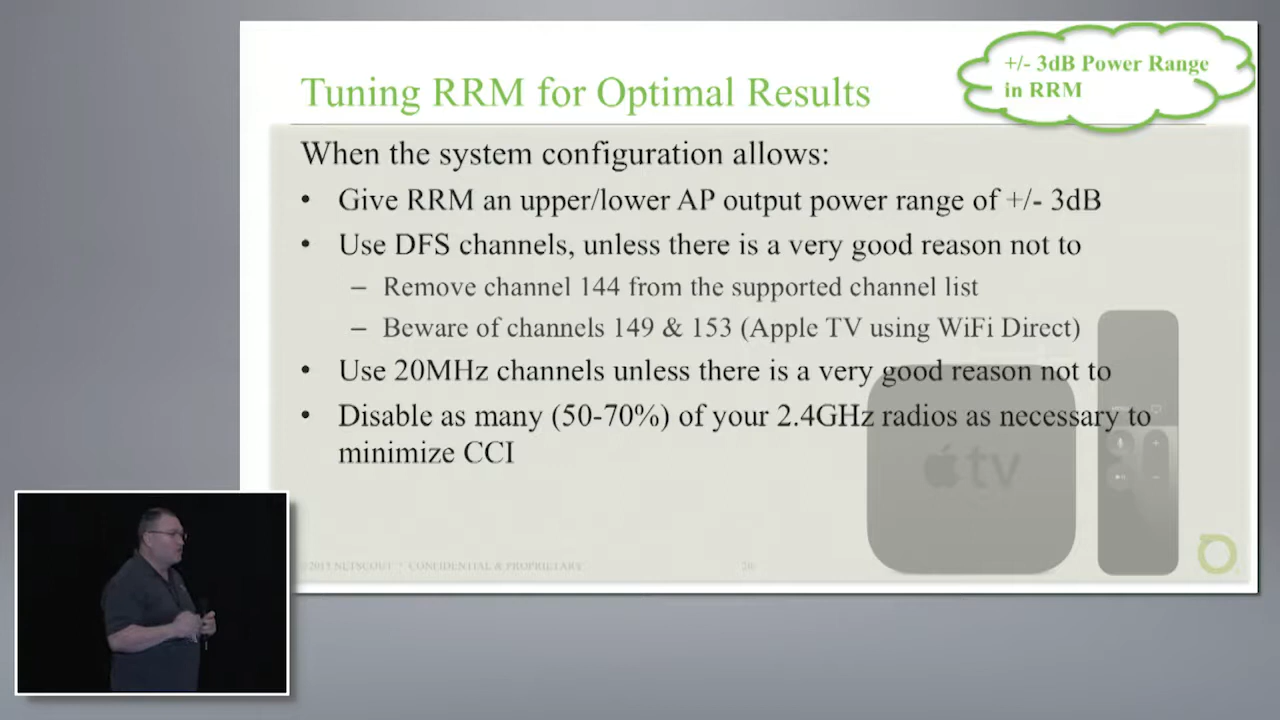 +/- 3dB Power Range
in RRM
Tuning RRM for Optimal Results
When the system configuration allows:
• Give RRM an upper/lower AP output power range of +/- 3dB
• Use DFS channels, unless there is a very good reason not to
– Remove channel 144 from the supported channel list
– Beware of channels 149 & 153 (Apple TV using WiFi Direct)
• Use 20MHz channels unless there is a very good reason not to
• Disable as many (50-70%) of your 2.4GHz radios as necessary to
minimize CCI
tv
NETSCOUT * CONFIDENTIAL & PROPRIETARY